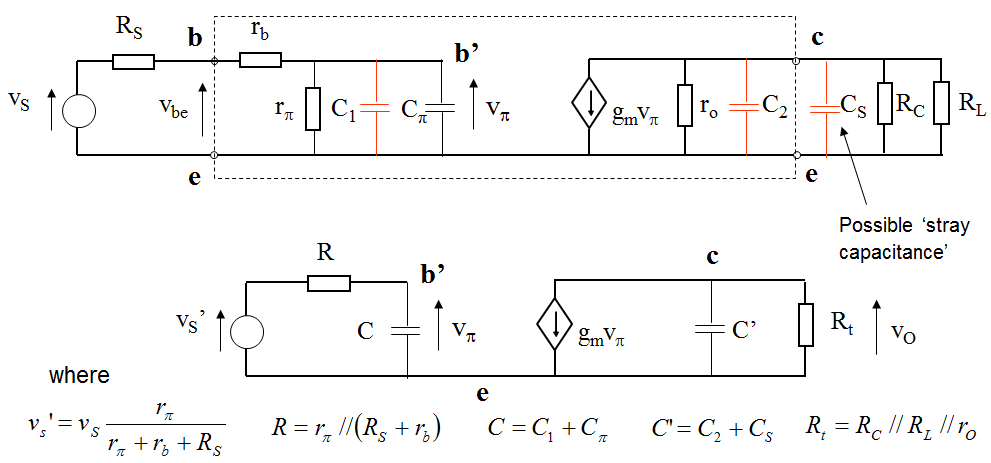 R_S b r_b b’ c
v_S v_be r_π C_1 C_π v_π g_m v_π r_o C_2 C_S R_C R_L
e e
Possible ‘stray
capacitance’
R b’ c
v_S’ C v_π g_m v_π C’ R_t v_O
e
where
v_s' = v_S r_π / (r_π + r_b + R_S) R = r_π //(R_S + r_b) C = C_1 + C_π C' = C_2 + C_S R_t = R_C // R_L // r_O